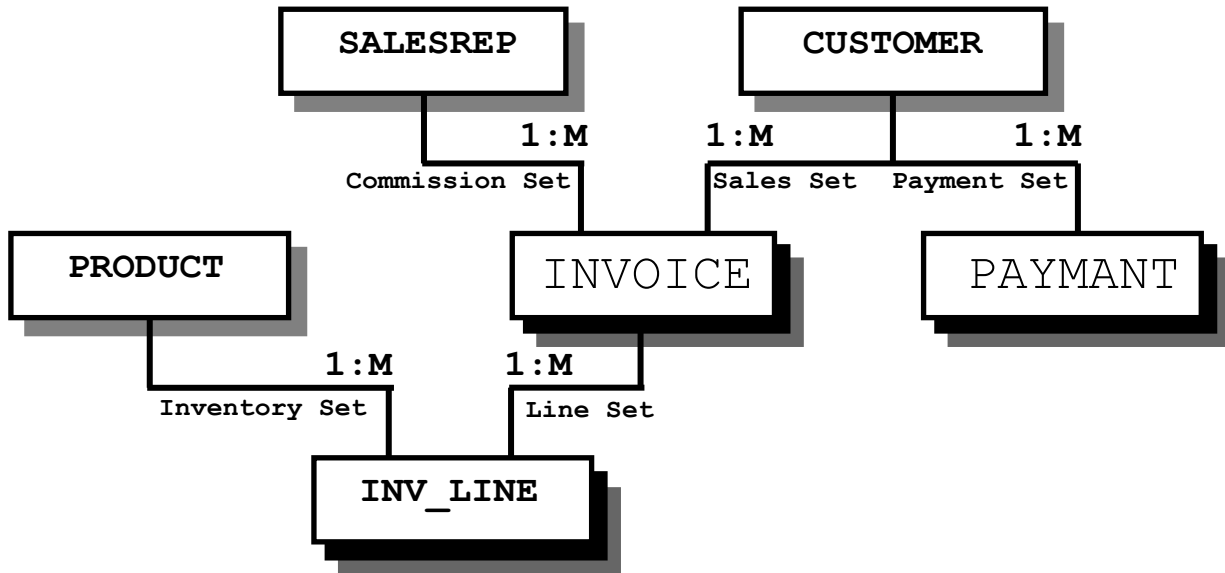 SALESREP
CUSTOMER
1:M
1:M
1:M
Commission Set
Sales Set
Payment Set
PRODUCT
INVOICE
PAYMANT
1:M
1:M
Inventory Set
Line Set
INV_LINE